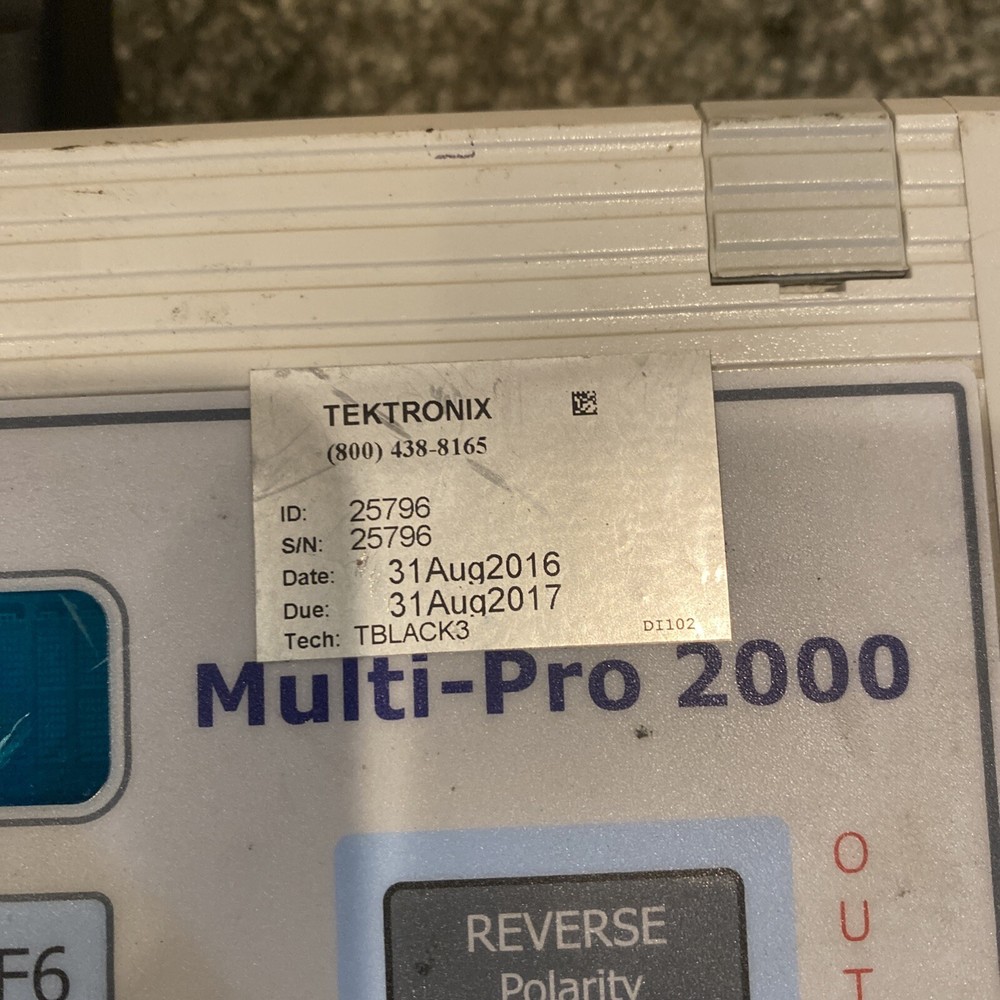 TEKTRONIX
(800) 438-8165
ID: 25796
S/N: 25796
Date: 31Aug2016
Due: 31Aug2017
Tech: TBLACK3
DI102
Multi-Pro 2000
REVERSE
Polarity
F6
O
U
T